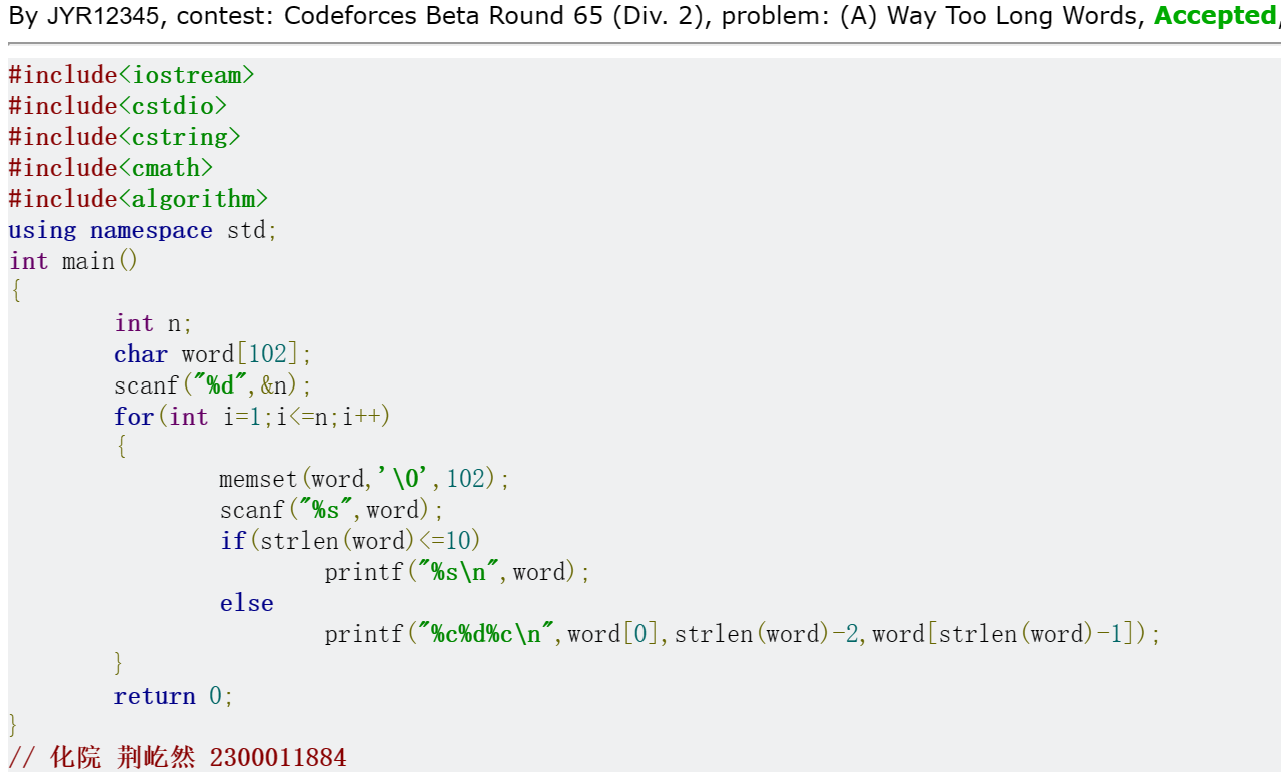 By JYR12345, contest: Codeforces Beta Round 65 (Div. 2), problem: (A) Way Too Long Words, Accepted,
#include<iostream>
#include<cstdio>
#include<cstring>
#include<cmath>
#include<algorithm>
using namespace std;
int main()
{
        int n;
        char word[102];
        scanf("%d",&n);
        for(int i=1;i<=n;i++)
        {
                memset(word,'\0',102);
                scanf("%s",word);
                if(strlen(word)<=10)
                        printf("%s\n",word);
                else
                        printf("%c%d%c\n",word[0],strlen(word)-2,word[strlen(word)-1]);
        }
        return 0;
}
// 化院 荆屹然 2300011884